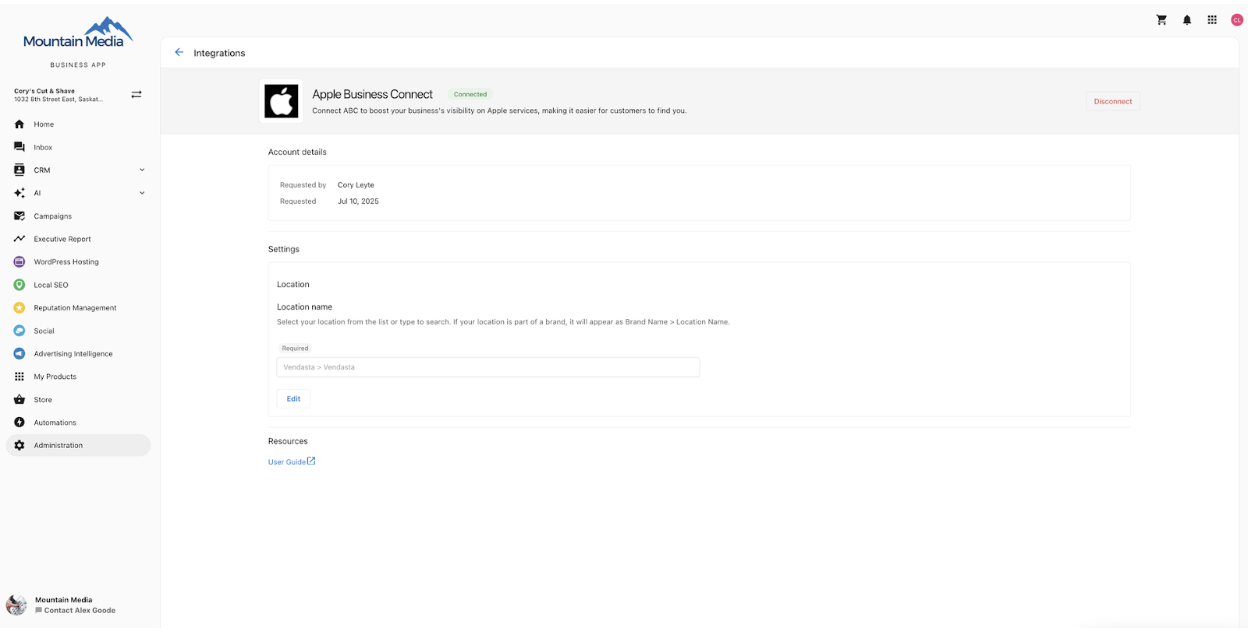 Mountain Media
BUSINESS APP
Cory's Cut & Shave
1032 8th Street East, Saskat...
Home
Inbox
CRM
AI
Campaigns
Executive Report
WordPress Hosting
Local SEO
Reputation Management
Social
Advertising Intelligence
My Products
Store
Automations
Administration
Mountain Media
Contact Alex Goodo
CL
Integrations
Apple Business Connect
Connected
Connect ABC to boost your business's visibility on Apple services, making it easier for customers to find you.
Disconnect
Account details
Requested by Cory Leyte
Requested Jul 10, 2025
Settings
Location
Location name
Select your location from the list or type to search. If your location is part of a brand, it will appear as Brand Name > Location Name.
Required
Vendasta > Vendasta
Edit
Resources
User Guide